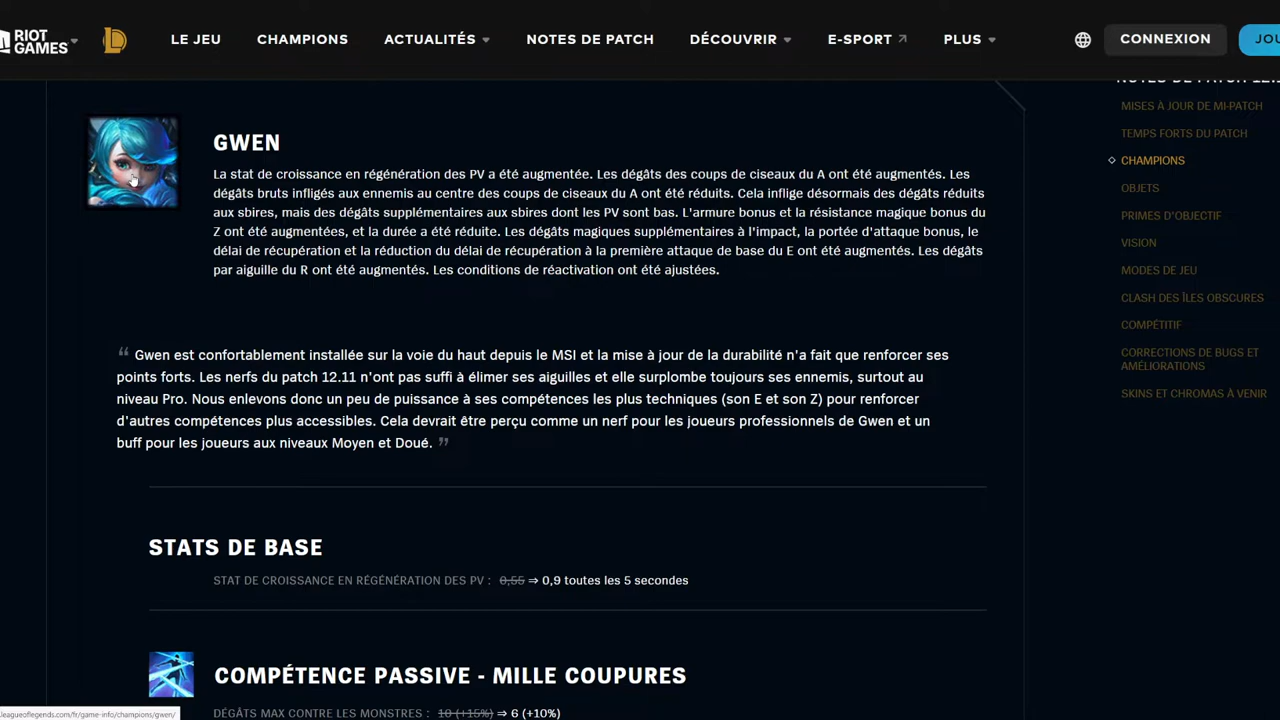 RIOT
GAMES
LE JEU
CHAMPIONS
ACTUALITÉS
NOTES DE PATCH
DÉCOUVRIR
E-SPORT
PLUS
CONNEXION
JOU
GWEN
La stat de croissance en régénération des PV a été augmentée. Les dégâts des coups de ciseaux du A ont été augmentés. Les
dégâts bruts infligés aux ennemis au centre des coups de ciseaux du A ont été réduits. Cela inflige désormais des dégâts réduits
aux sbires, mais des dégâts supplémentaires aux sbires dont les PV sont bas. L'armure bonus et la résistance magique bonus du
Z ont été augmentées, et la durée a été réduite. Les dégâts magiques supplémentaires à l'impact, la portée d'attaque bonus, le
délai de récupération et la réduction du délai de récupération à la première attaque de base du E ont été augmentés. Les dégâts
par aiguille du R ont été augmentés. Les conditions de réactivation ont été ajustées.
“ Gwen est confortablement installée sur la voie du haut depuis le MSI et la mise à jour de la durabilité n'a fait que renforcer ses
points forts. Les nerfs du patch 12.11 n'ont pas suffi à élimer ses aiguilles et elle surplombe toujours ses ennemis, surtout au
niveau Pro. Nous enlevons donc un peu de puissance à ses compétences les plus techniques (son E et son Z) pour renforcer
d'autres compétences plus accessibles. Cela devrait être perçu comme un nerf pour les joueurs professionnels de Gwen et un
buff pour les joueurs aux niveaux Moyen et Doué. ”
STATS DE BASE
STAT DE CROISSANCE EN RÉGÉNÉRATION DES PV : 0,55 ⇒ 0,9 toutes les 5 secondes
COMPÉTENCE PASSIVE - MILLE COUPURES
DÉGÂTS MAX CONTRE LES MONSTRES : 10 (+15%) ⇒ 6 (+10%)
NOTES DE PATCH
MISES À JOUR DE MI-PATCH
TEMPS FORTS DU PATCH
CHAMPIONS
OBJETS
PRIMES D'OBJECTIF
VISION
MODES DE JEU
CLASH DES ÎLES OBSCURES
COMPÉTITIF
CORRECTIONS DE BUGS ET
AMÉLIORATIONS
SKINS ET CHROMAS À VENIR
.leagueoflegends.com/fr/game-info/champions/gwen/